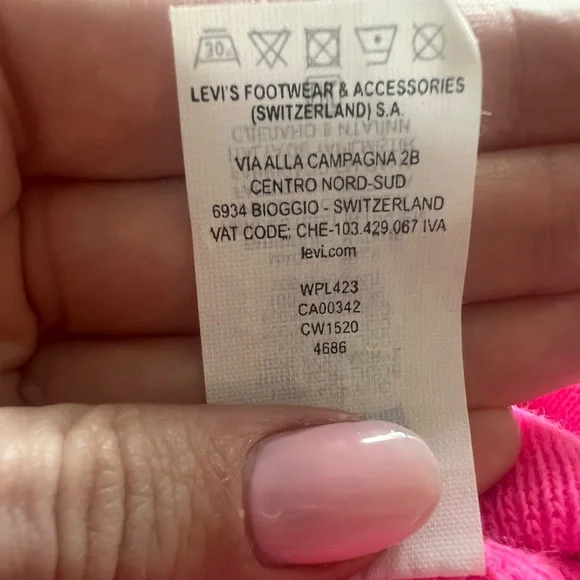 30
LEVI'S FOOTWEAR & ACCESSORIES
(SWITZERLAND) S.A.
VIA ALLA CAMPAGNA 2B
CENTRO NORD-SUD
6934 BIOGGIO - SWITZERLAND
VAT CODE: CHE-103.429.067 IVA
levi.com
WPL423
CA00342
CW1520
4686